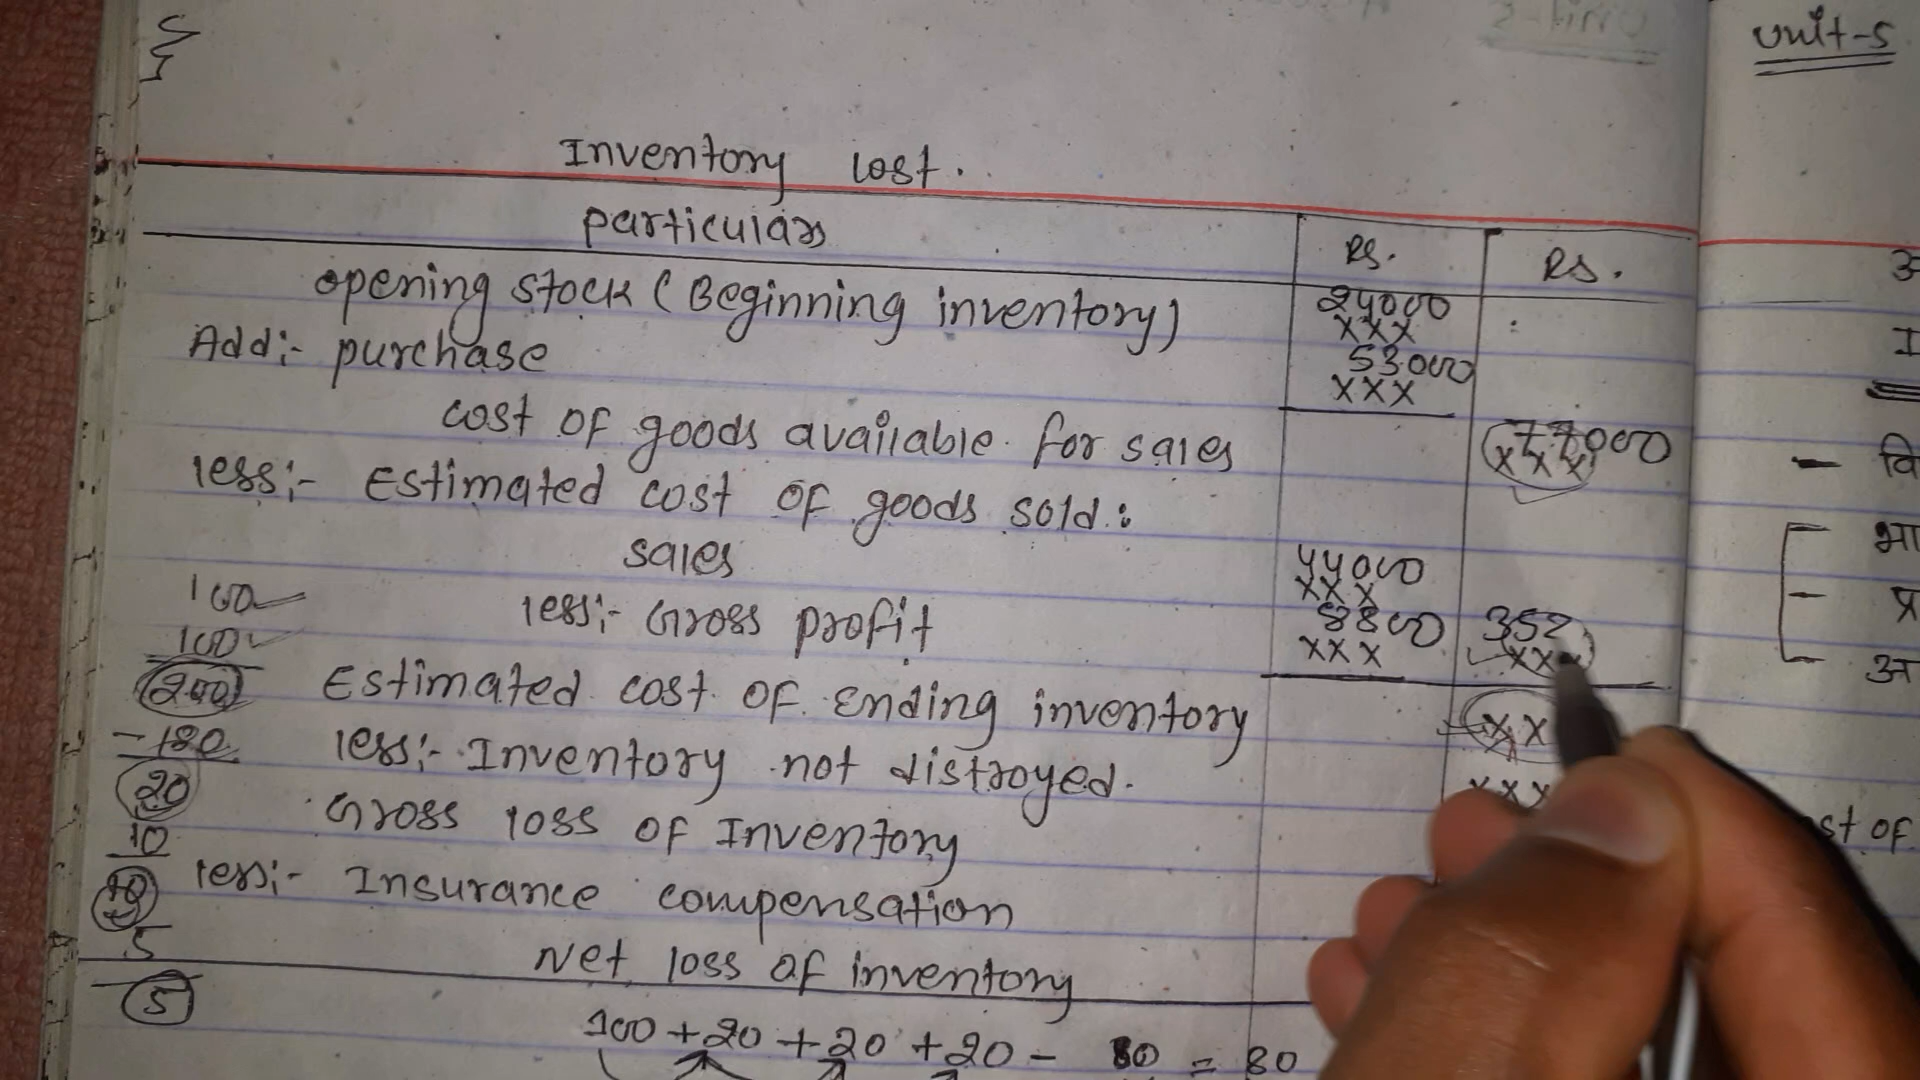 unit-5
Inventory cost.
particulars Rs. Rs.
opening stock (Beginning inventory) 24000
xxx
Add:- purchase 53000
xxx
cost of goods available for sales 77000
xxx
less:- Estimated cost of goods sold:
sales 44000
xxx
less:- Gross profit 8800 352
xxx xxx
Estimated cost of Ending inventory xx
less:- Inventory not distroyed. xxx
Gross loss of Inventory
less:- Insurance compensation
Net loss of inventory
100
100
200
-180
20
10
10
5
5
100 + 20 + 20 + 20 - 80 = 80
I
- वि
भा
- प्र
अ
st of